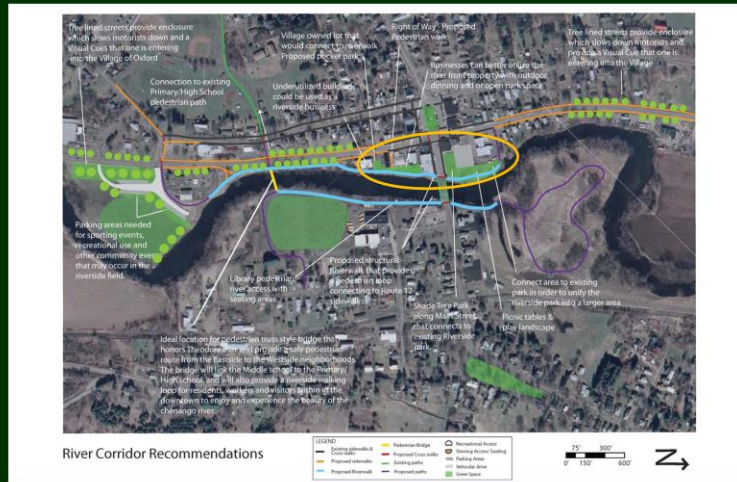 Tree lined streets provide enclosure
which slows motorists down and a
Visual Cues that one is entering
into the Village of Oxford
Village owned lot that
would connect to riverwalk
Proposed pocket park
Right of Way - Proposed
Pedestrian walk
Tree lined streets provide enclosure
which slows down motorists and
provide a Visual Cue that one is
entering into the Village
Connection to existing
Primary/High School
pedestrian path
Underutilized building
could be used as a
riverside business
Businesses can better utilize the
river front property with outdoor
dinning and or open park space
Parking areas needed
for sporting events,
recreational use and
other community events
that may occur in the
riverside field.
Library pedestrian
river access with
seating areas
Proposed structural
Riverwalk that provides
a pedestrian loop
connecting to Route 12
sidewalks
Shade Tree Park
along Main Street
that connects to
existing Riverside
park.
Connect area to existing
park in order to unify the
riverside park into a larger area
Picnic tables &
play landscape
Ideal location for pedestrian truss style bridge that
honors Theodore Burr and provide a safe pedestrian
route from the Eastside to the Westside neighborhoods
The bridge will link the Middle school to the Primary/
High school and will also provide a riverside walking
loop for residents, workers and visitors within in the
downtown to enjoy and experience the beauty of the
chenango river.
River Corridor Recommendations
LEGEND
Existing sidewalks &
Cross walks
Proposed sidewalks
Proposed Riverwalk
Pedestrian Bridge
Proposed Cross walks
Existing paths
Proposed paths
Recreational Access
Viewing Access/ Seating
Parking Areas
Vehicular drive
Green Space
75' 300'
0' 150' 600'